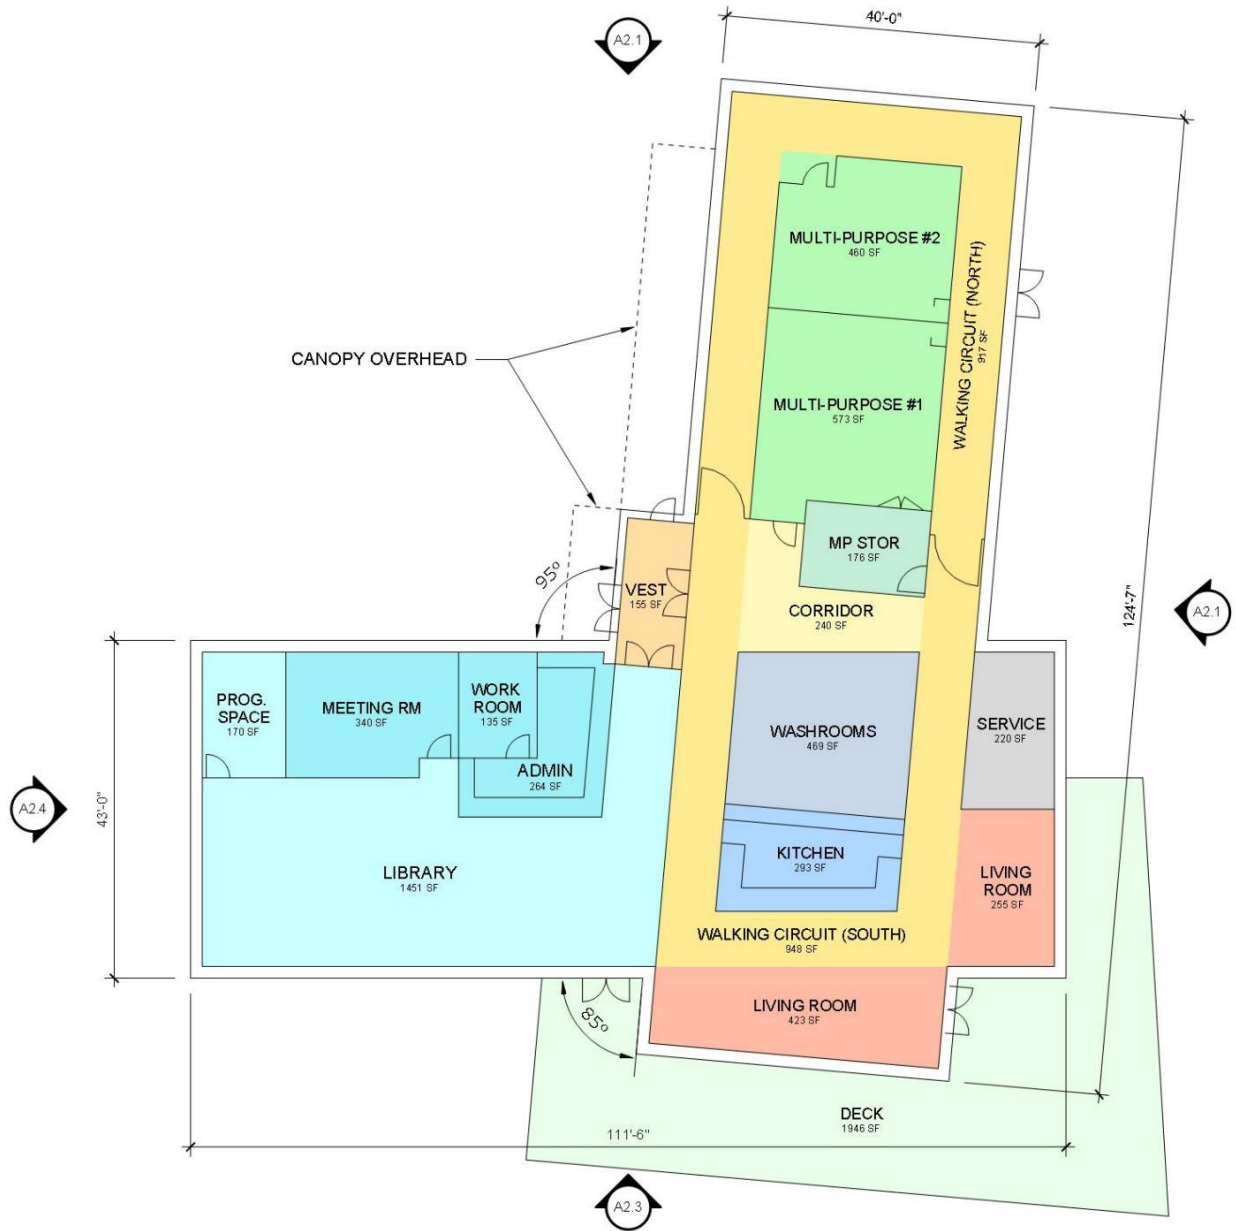 40'-0"
A2.1
MULTI-PURPOSE #2
460 SF
WALKING CIRCUIT (NORTH)
917 SF
CANOPY OVERHEAD
MULTI-PURPOSE #1
573 SF
MP STOR
176 SF
95º
VEST
155 SF
CORRIDOR
240 SF
124'-7"
A2.1
PROG.
SPACE
170 SF
MEETING RM
340 SF
WORK
ROOM
135 SF
WASHROOMS
469 SF
SERVICE
220 SF
ADMIN
264 SF
A2.4
43'-0"
KITCHEN
293 SF
LIBRARY
1451 SF
LIVING
ROOM
255 SF
WALKING CIRCUIT (SOUTH)
948 SF
LIVING ROOM
423 SF
85º
DECK
1946 SF
111'-6"
A2.3